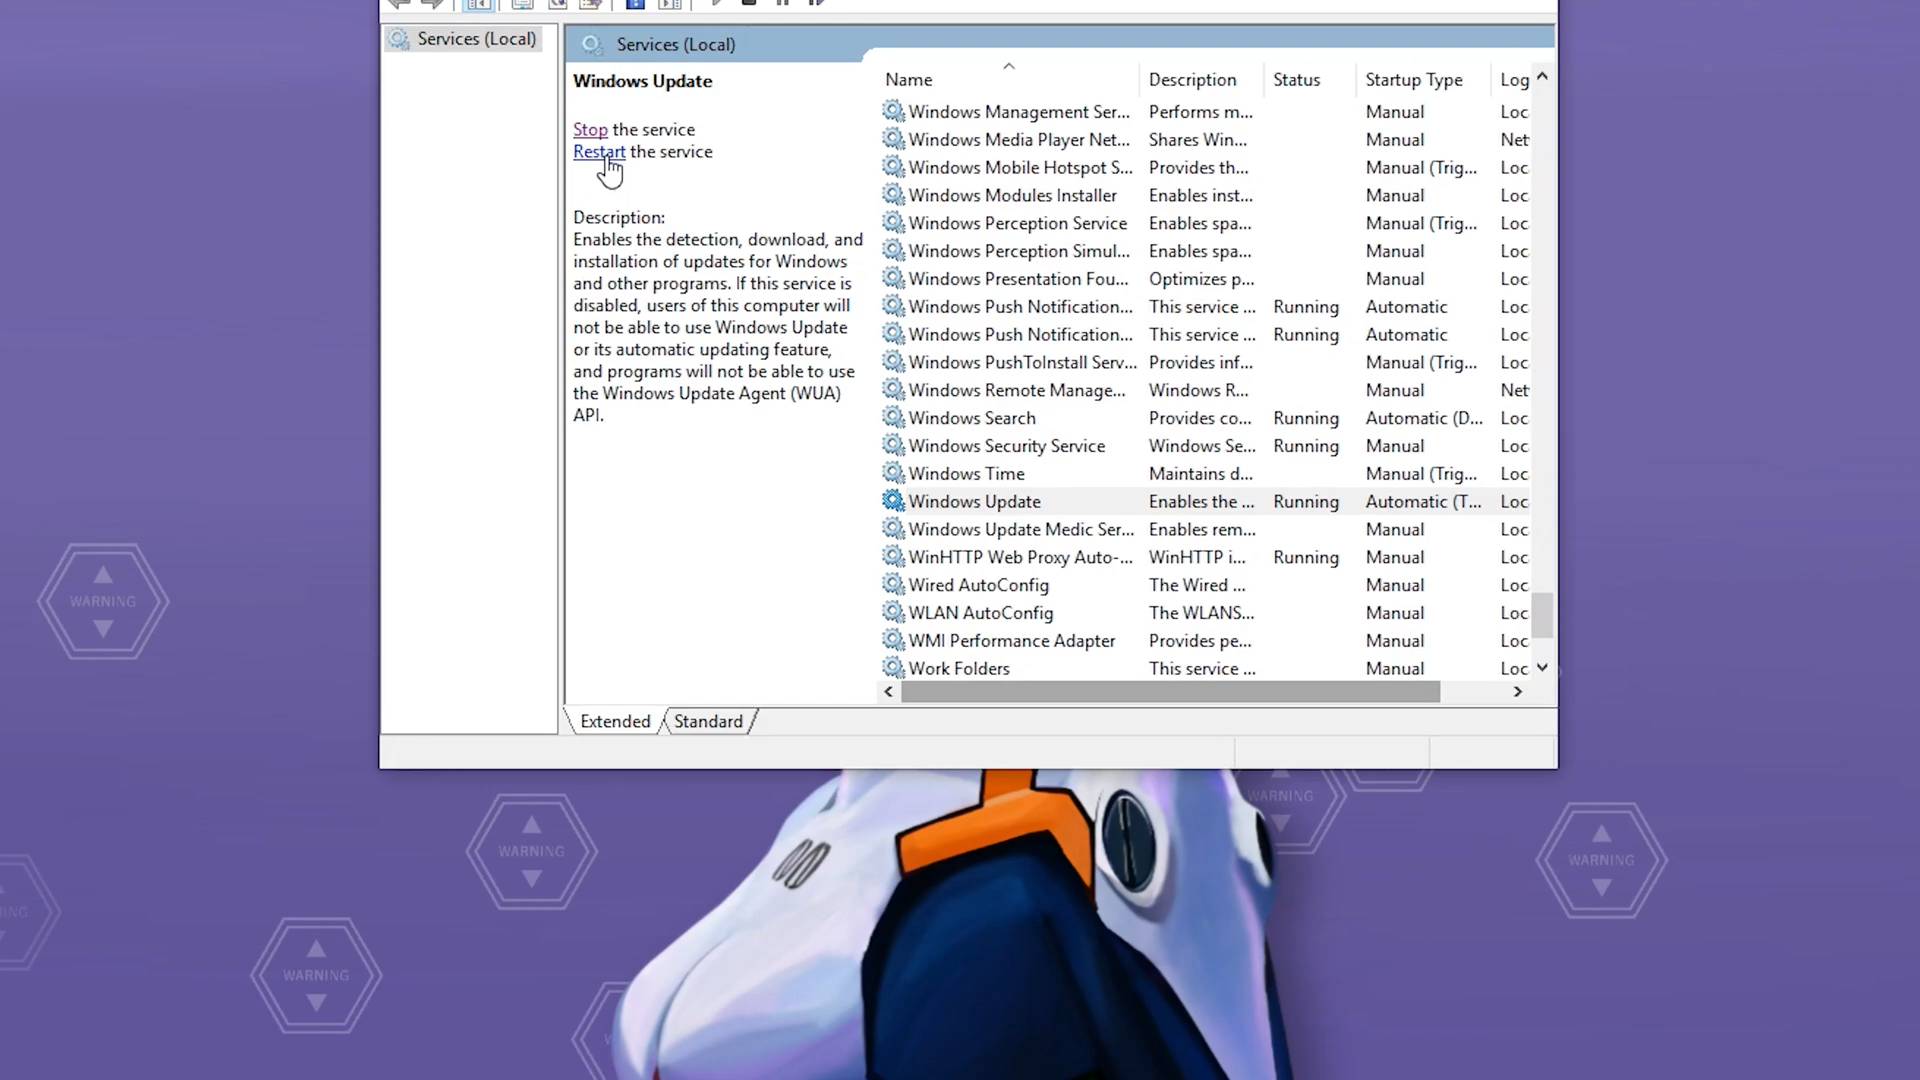 Services (Local)
Services (Local)
Windows Update
Stop the service
Restart the service
Description:
Enables the detection, download, and
installation of updates for Windows
and other programs. If this service is
disabled, users of this computer will
not be able to use Windows Update
or its automatic updating feature,
and programs will not be able to use
the Windows Update Agent (WUA)
API.
Name Description Status Startup Type Log
Windows Management Ser... Performs m... Manual Loc
Windows Media Player Net... Shares Win... Manual Net
Windows Mobile Hotspot S... Provides th... Manual (Trig... Loc
Windows Modules Installer Enables inst... Manual Loc
Windows Perception Service Enables spa... Manual (Trig... Loc
Windows Perception Simul... Enables spa... Manual Loc
Windows Presentation Fou... Optimizes p... Manual Loc
Windows Push Notification... This service ... Running Automatic Loc
Windows Push Notification... This service ... Running Automatic Loc
Windows PushToInstall Serv... Provides inf... Manual (Trig... Loc
Windows Remote Manage... Windows R... Manual Net
Windows Search Provides co... Running Automatic (D... Loc
Windows Security Service Windows Se... Running Manual Loc
Windows Time Maintains d... Manual (Trig... Loc
Windows Update Enables the ... Running Automatic (T... Loc
Windows Update Medic Ser... Enables rem... Manual Loc
WinHTTP Web Proxy Auto-... WinHTTP i... Running Manual Loc
Wired AutoConfig The Wired ... Manual Loc
WLAN AutoConfig The WLANS... Manual Loc
WMI Performance Adapter Provides pe... Manual Loc
Work Folders This service ... Manual Loc
Extended Standard
WARNING
WARNING
WARNING
WARNING
WARNING